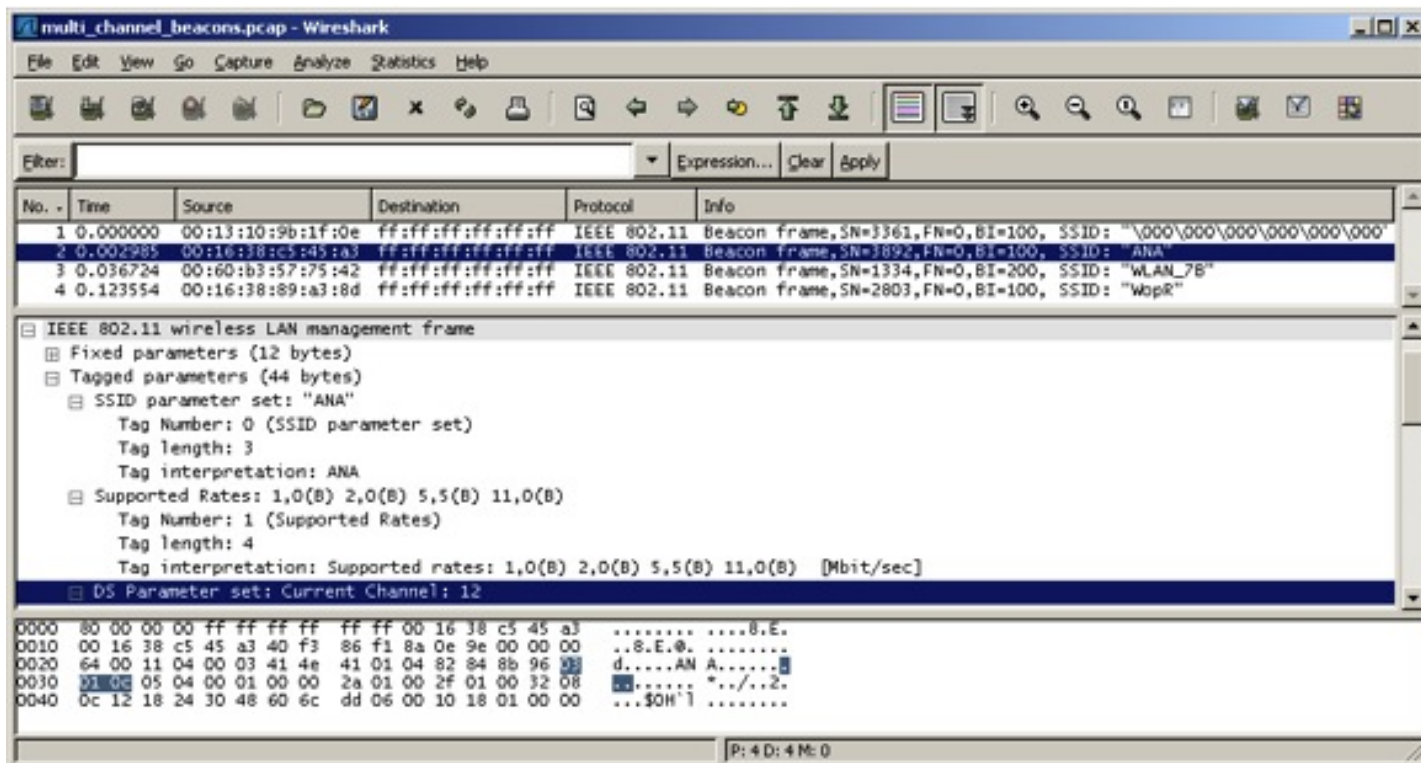 multi_channel_beacons.pcap - Wireshark
File Edit View Go Capture Analyze Statistics Help
Filter: Expression... Clear Apply
No. - Time Source Destination Protocol Info
1 0.000000 00:13:10:9b:1f:0e ff:ff:ff:ff:ff:ff IEEE 802.11 Beacon frame,SN=3361,FN=0,BI=100, SSID: "\000\000\000\000\000\000"
2 0.002985 00:16:38:c5:45:a3 ff:ff:ff:ff:ff:ff IEEE 802.11 Beacon frame,SN=3892,FN=0,BI=100, SSID: "ANA"
3 0.036724 00:60:b3:57:75:42 ff:ff:ff:ff:ff:ff IEEE 802.11 Beacon frame,SN=1334,FN=0,BI=200, SSID: "WLAN_7B"
4 0.123554 00:16:38:89:a3:8d ff:ff:ff:ff:ff:ff IEEE 802.11 Beacon frame,SN=2803,FN=0,BI=100, SSID: "WopR"
IEEE 802.11 wireless LAN management frame
Fixed parameters (12 bytes)
Tagged parameters (44 bytes)
SSID parameter set: "ANA"
Tag Number: 0 (SSID parameter set)
Tag length: 3
Tag interpretation: ANA
Supported Rates: 1,0(B) 2,0(B) 5,5(B) 11,0(B)
Tag Number: 1 (Supported Rates)
Tag length: 4
Tag interpretation: Supported rates: 1,0(B) 2,0(B) 5,5(B) 11,0(B) [Mbit/sec]
DS Parameter set: Current Channel: 12
0000 80 00 00 00 ff ff ff ff ff ff 00 16 38 c5 45 a3 ........ ....8.E.
0010 00 16 38 c5 45 a3 40 f3 86 f1 8a 0e 9e 00 00 00 ..8.E.@. ........
0020 64 00 11 04 00 03 41 4e 41 01 04 82 84 8b 96 03 d.....AN A.......
0030 01 0c 05 04 00 01 00 00 2a 01 00 2f 01 00 32 08 ........ *../..2.
0040 0c 12 18 24 30 48 60 6c dd 06 00 10 18 01 00 00 ...$0H`l ........
P: 4 D: 4 M: 0